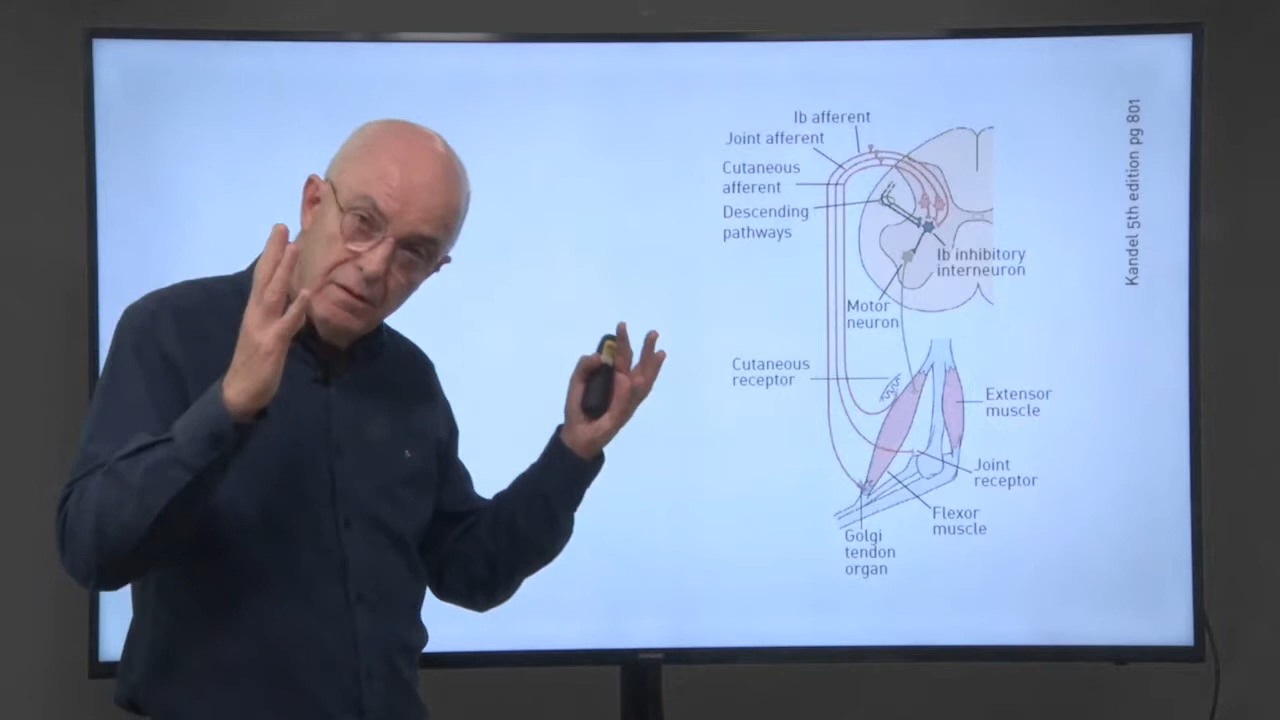 Ib afferent
Joint afferent
Cutaneous
afferent
Descending
pathways
Ib inhibitory
interneuron
Motor
neuron
Cutaneous
receptor
Extensor
muscle
Joint
receptor
Flexor
muscle
Golgi
tendon
organ
Kandel 5th edition pg 801